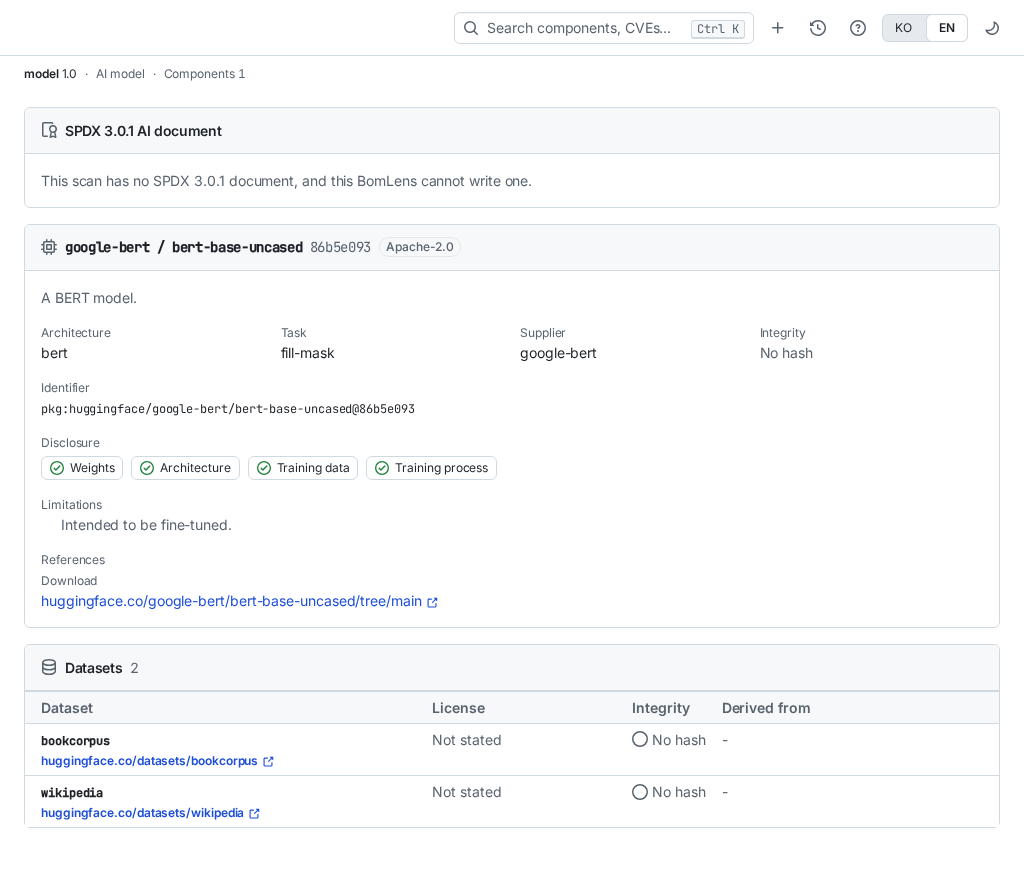 Search components, CVEs... Ctrl K KO EN
model 1.0 · AI model · Components 1
SPDX 3.0.1 AI document
This scan has no SPDX 3.0.1 document, and this BomLens cannot write one.
google-bert / bert-base-uncased 86b5e093 Apache-2.0
A BERT model.
Architecture Task Supplier Integrity
bert fill-mask google-bert No hash
Identifier
pkg:huggingface/google-bert/bert-base-uncased@86b5e093
Disclosure
Weights Architecture Training data Training process
Limitations
Intended to be fine-tuned.
References
Download
huggingface.co/google-bert/bert-base-uncased/tree/main
Datasets 2
Dataset License Integrity Derived from
bookcorpus Not stated No hash -
huggingface.co/datasets/bookcorpus
wikipedia Not stated No hash -
huggingface.co/datasets/wikipedia